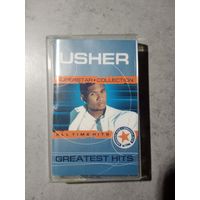 USHER
SUPERSTAR COLLECTION
ALL TIME HITS
GREATEST HITS